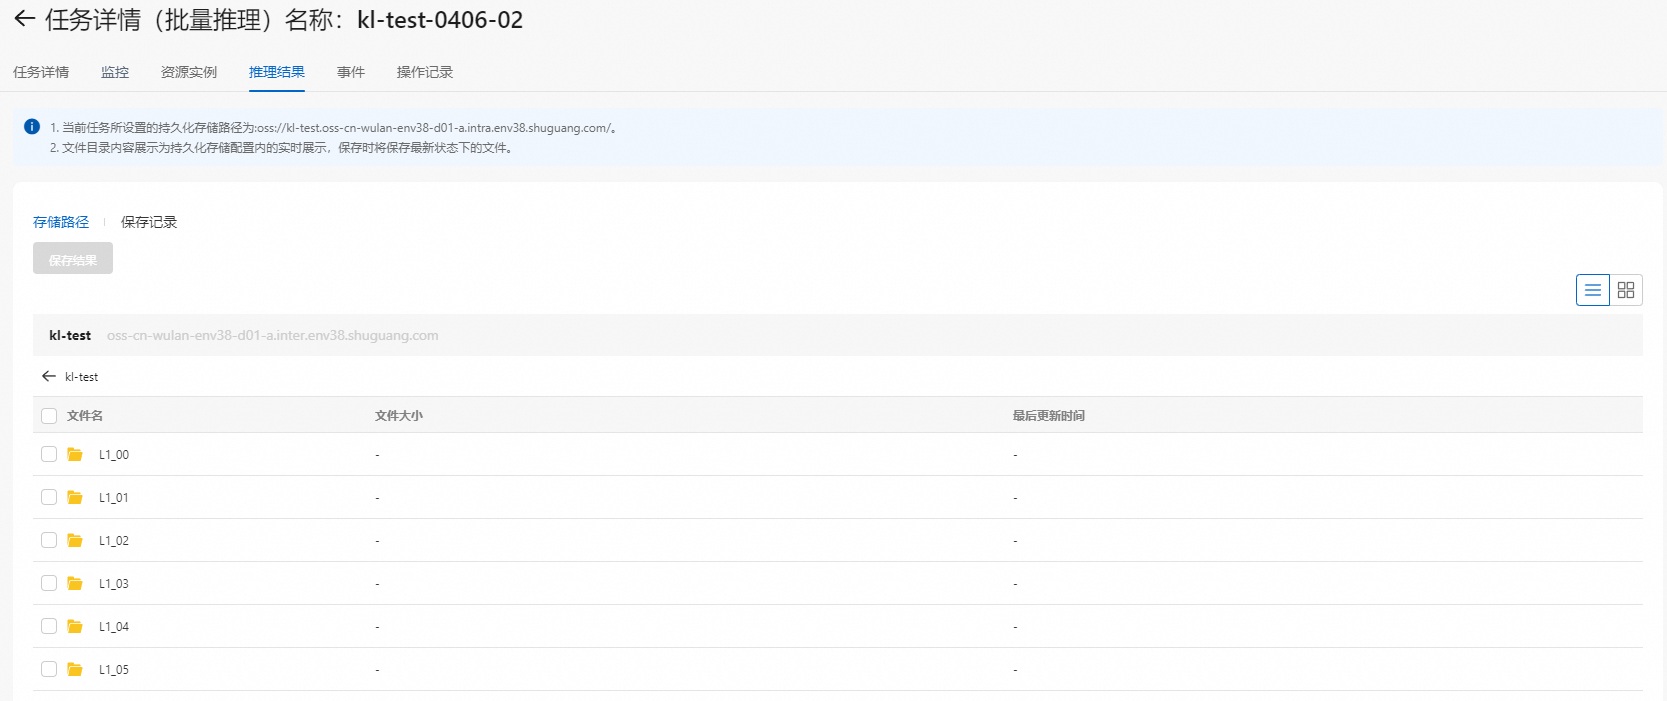 任务详情（批量推理）名称：kl-test-0406-02
任务详情 监控 资源实例 推理结果 事件 操作记录
1. 当前任务所设置的持久化存储路径为:oss://kl-test.oss-cn-wulan-env38-d01-a.intra.env38.shuguang.com/。
2. 文件目录内容展示为持久化存储配置内的实时展示，保存时将保存最新状态下的文件。
存储路径 保存记录
保存结果
kl-test oss-cn-wulan-env38-d01-a.inter.env38.shuguang.com
kl-test
文件名 文件大小 最后更新时间
L1_00 - -
L1_01 - -
L1_02 - -
L1_03 - -
L1_04 - -
L1_05 - -